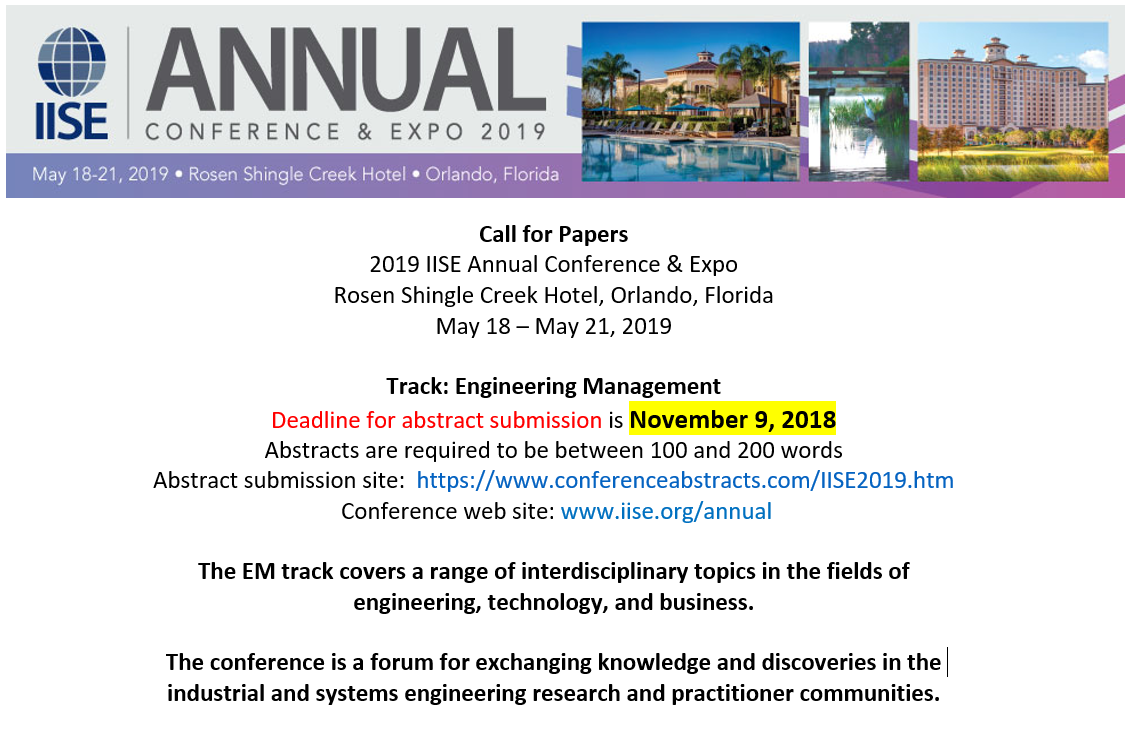 IISE
ANNUAL
CONFERENCE & EXPO 2019
May 18-21, 2019 • Rosen Shingle Creek Hotel • Orlando, Florida
Call for Papers
2019 IISE Annual Conference & Expo
Rosen Shingle Creek Hotel, Orlando, Florida
May 18 – May 21, 2019
Track: Engineering Management
Deadline for abstract submission is November 9, 2018
Abstracts are required to be between 100 and 200 words
Abstract submission site: https://www.conferenceabstracts.com/IISE2019.htm
Conference web site: www.iise.org/annual
The EM track covers a range of interdisciplinary topics in the fields of
engineering, technology, and business.
The conference is a forum for exchanging knowledge and discoveries in the
industrial and systems engineering research and practitioner communities.